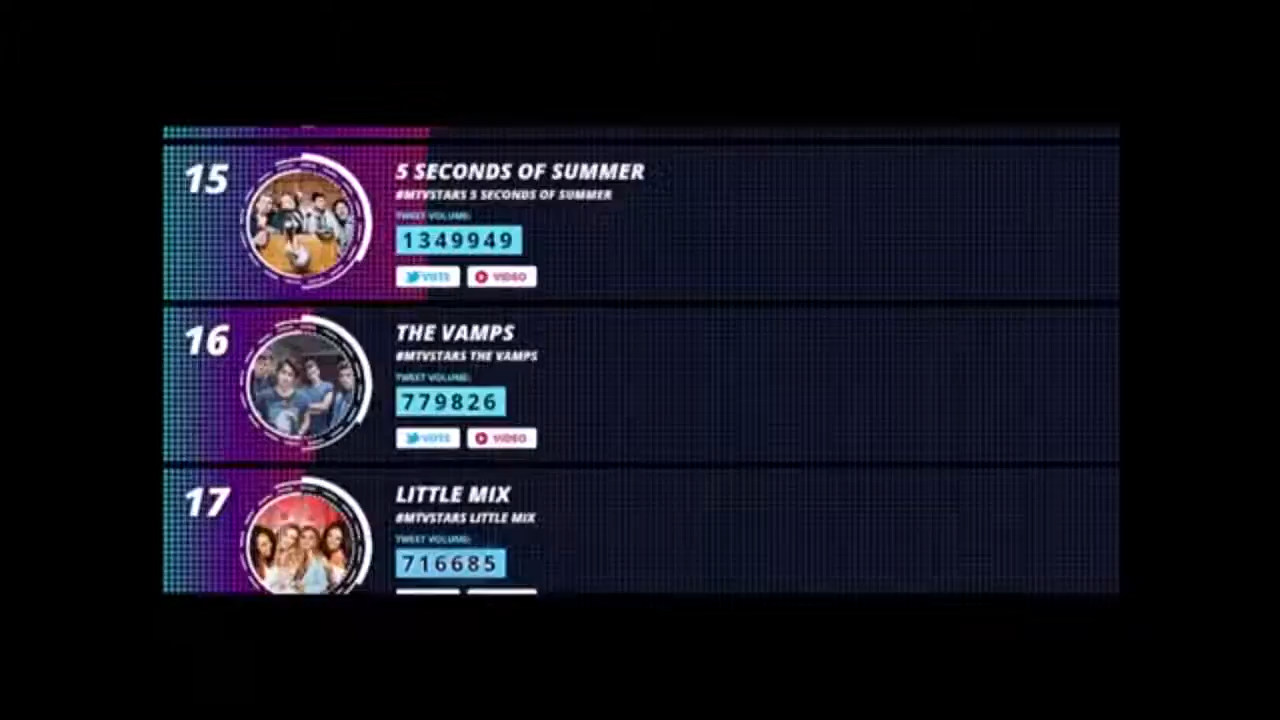 15
5 SECONDS OF SUMMER
#MTVSTARS 5 SECONDS OF SUMMER
TWEET VOLUME:
1349949
VOTE VIDEO
16
THE VAMPS
#MTVSTARS THE VAMPS
TWEET VOLUME:
779826
VOTE VIDEO
17
LITTLE MIX
#MTVSTARS LITTLE MIX
TWEET VOLUME:
716685